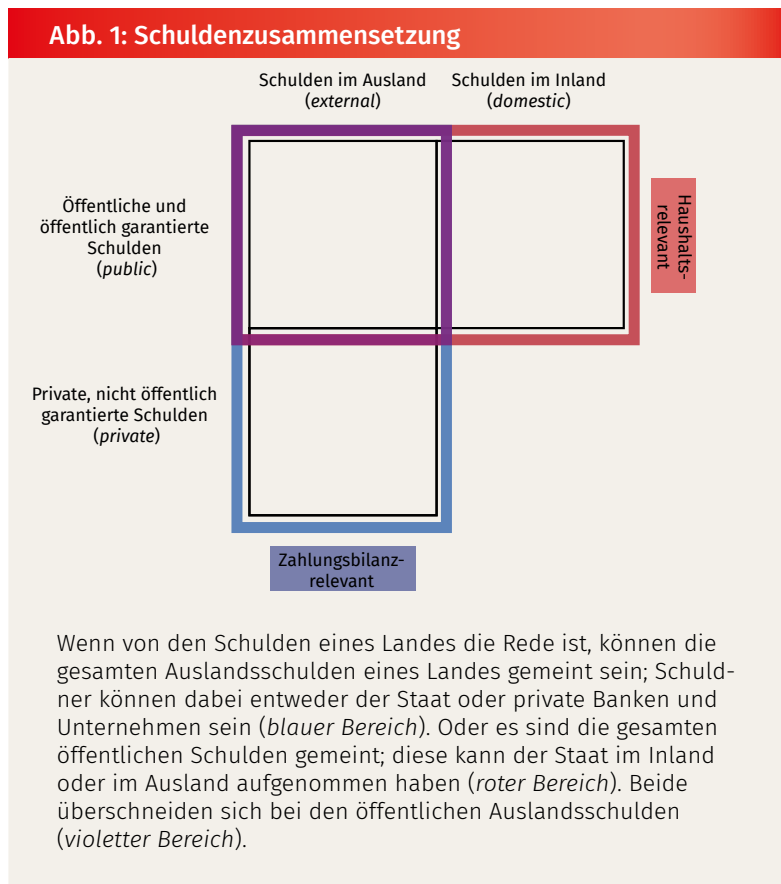 Abb. 1: Schuldenzusammensetzung
Schulden im Ausland
(external)
Schulden im Inland
(domestic)
Öffentliche und
öffentlich garantierte
Schulden
(public)
Haushalts-
relevant
Private, nicht öffentlich
garantierte Schulden
(private)
Zahlungsbilanz-
relevant
Wenn von den Schulden eines Landes die Rede ist, können die
gesamten Auslandsschulden eines Landes gemeint sein; Schuld-
ner können dabei entweder der Staat oder private Banken und
Unternehmen sein (blauer Bereich). Oder es sind die gesamten
öffentlichen Schulden gemeint; diese kann der Staat im Inland
oder im Ausland aufgenommen haben (roter Bereich). Beide
überschneiden sich bei den öffentlichen Auslandsschulden
(violetter Bereich).